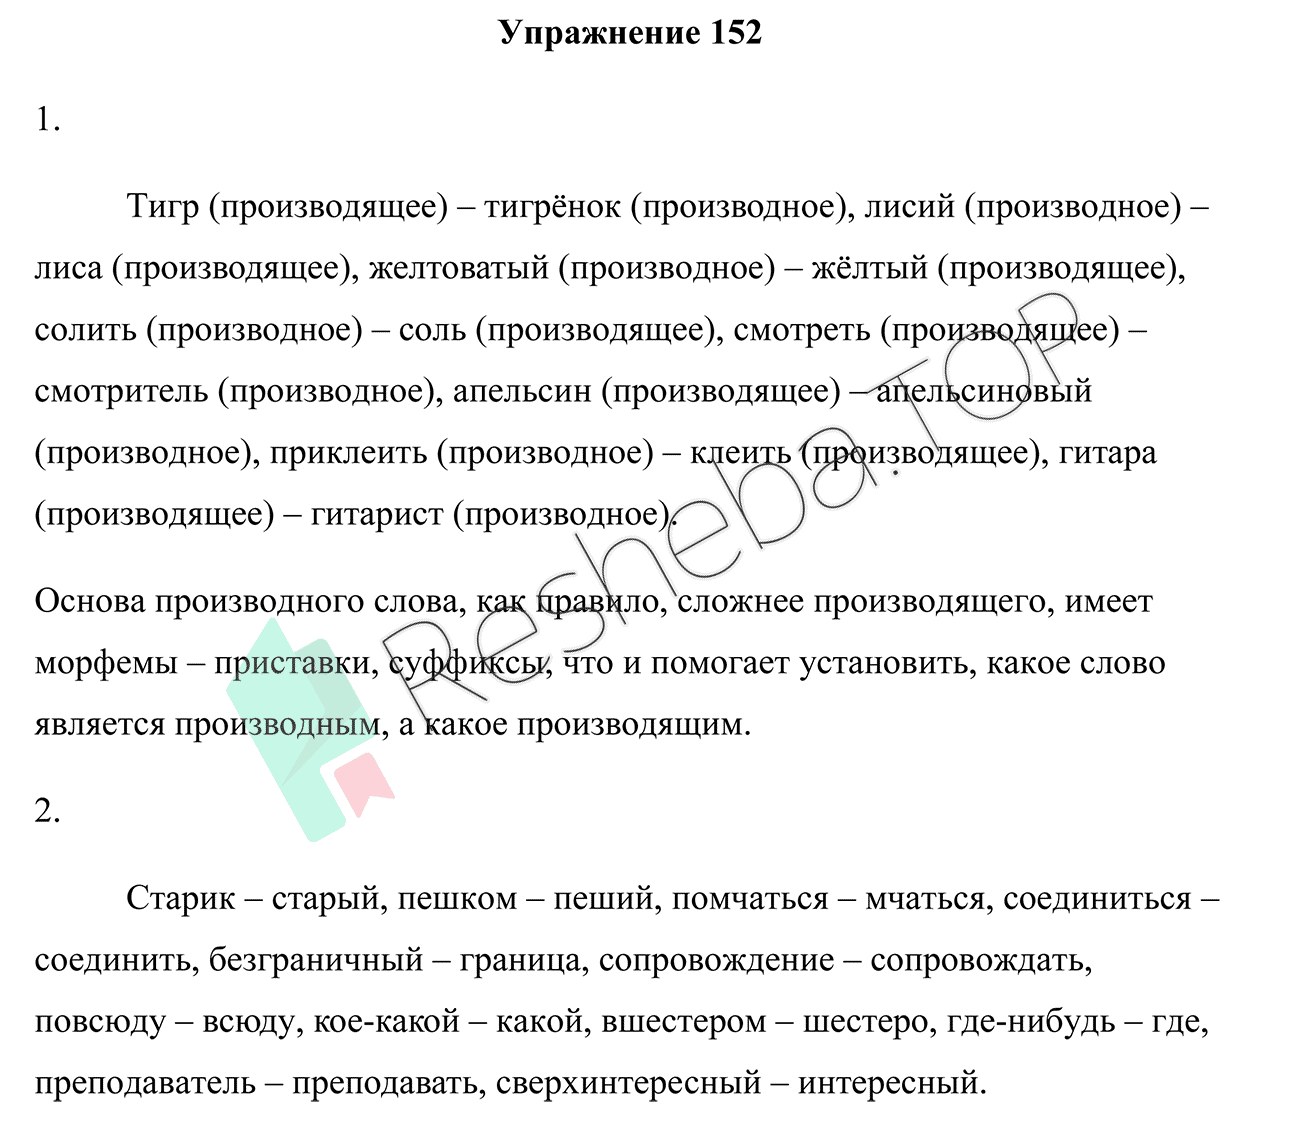 Упражнение 152
1.
Тигр (производящее) – тигрёнок (производное), лисий (производное) –
лиса (производящее), желтоватый (производное) – жёлтый (производящее),
солить (производное) – соль (производящее), смотреть (производящее) –
смотритель (производное), апельсин (производящее) – апельсиновый
(производное), приклеить (производное) – клеить (производящее), гитара
(производящее) – гитарист (производное).
Основа производного слова, как правило, сложнее производящего, имеет
морфемы – приставки, суффиксы, что и помогает установить, какое слово
является производным, а какое производящим.
2.
Старик – старый, пешком – пеший, помчаться – мчаться, соединиться –
соединить, безграничный – граница, сопровождение – сопровождать,
повсюду – всюду, кое-какой – какой, вшестером – шестеро, где-нибудь – где,
преподаватель – преподавать, сверхинтересный – интересный.
Resheba.TOP